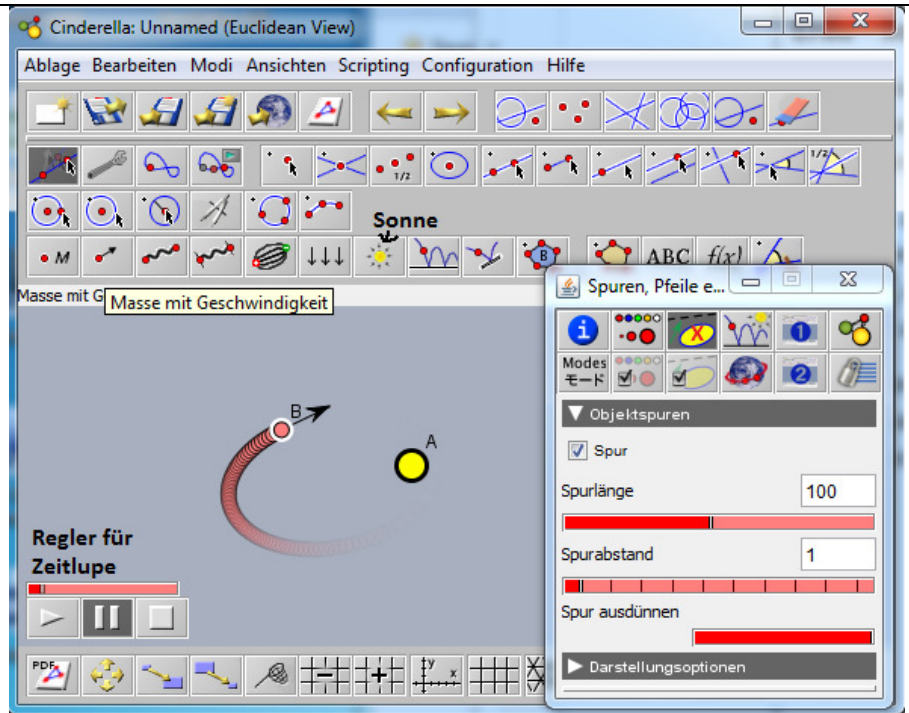 Cinderella: Unnamed (Euclidean View)
Ablage Bearbeiten Modi Ansichten Scripting Configuration Hilfe
1/2
1/2
Sonne
M
B
ABC f(x)
Masse mit G
Masse mit Geschwindigkeit
B
A
Regler für
Zeitlupe
PDF
y
x
Spuren, Pfeile e...
i
X
1
Modes
モード
2
Objektspuren
Spur
Spurlänge
100
Spurabstand
1
Spur ausdünnen
Darstellungsoptionen